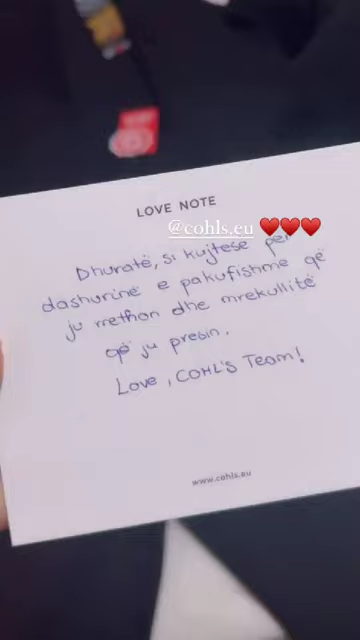 LOVE NOTE
@cohls.eu ❤️❤️❤️
Dhuratë, si kujtesë për
dashurinë e pakufishme që
ju rrethon dhe mrekullitë
që ju presin.
Love, COHL'S Team!
www.cohls.eu